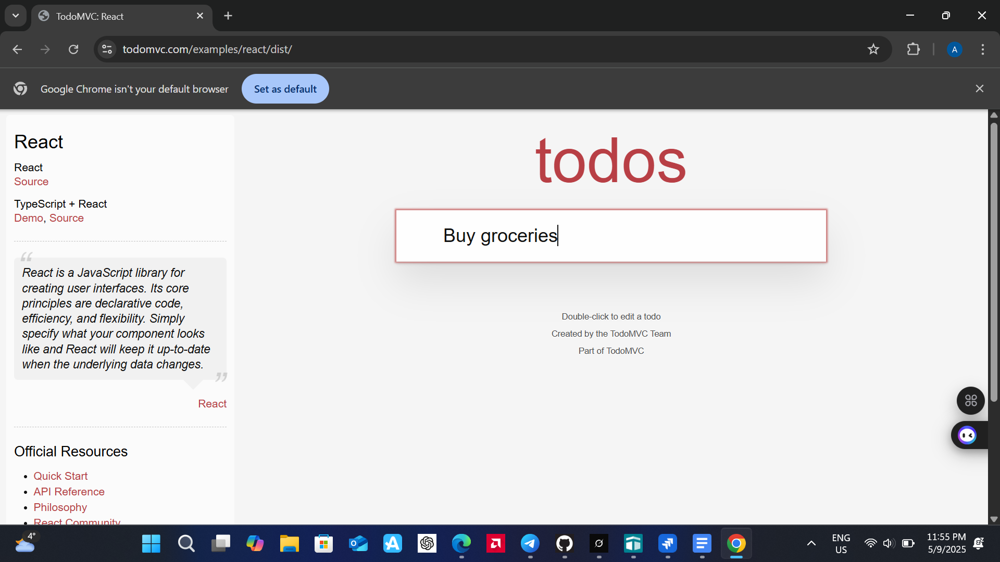 TodoMVC: React
todomvc.com/examples/react/dist/
A
Google Chrome isn't your default browser
Set as default
React
React
Source
TypeScript + React
Demo, Source
“
React is a JavaScript library for
creating user interfaces. Its core
principles are declarative code,
efficiency, and flexibility. Simply
specify what your component looks
like and React will keep it up-to-date
when the underlying data changes.
”
React
Official Resources
Quick Start
API Reference
Philosophy
React Community
todos
Buy groceries
Double-click to edit a todo
Created by the TodoMVC Team
Part of TodoMVC
4°
ENG
US
11:55 PM
5/9/2025